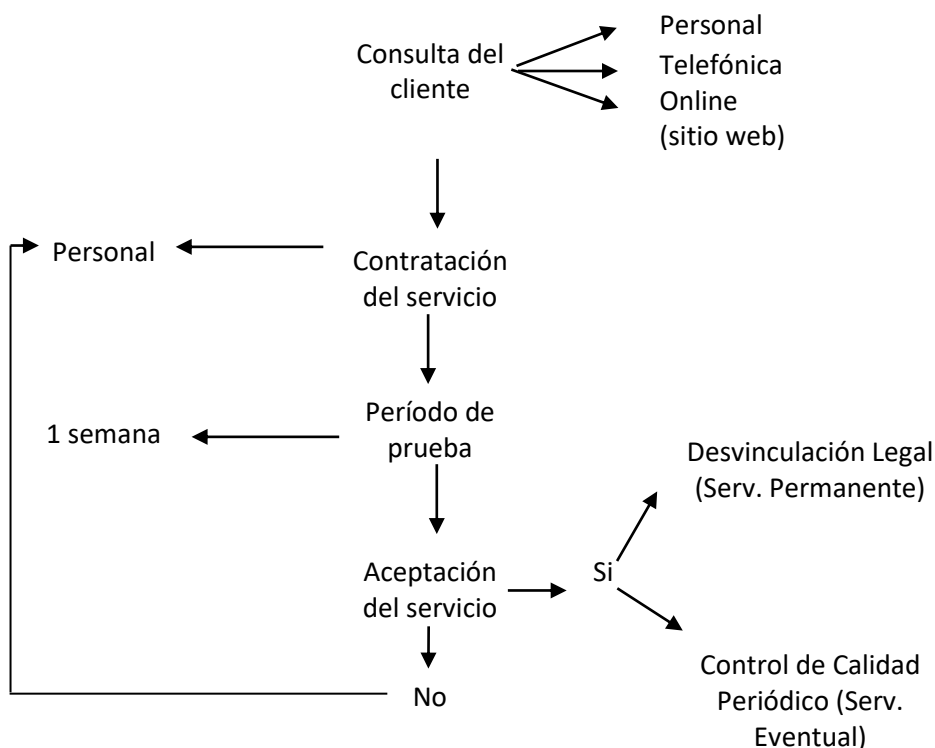 Consulta del
cliente
Personal
Telefónica
Online
(sitio web)
Personal
Contratación
del servicio
1 semana
Período de
prueba
Desvinculación Legal
(Serv. Permanente)
Aceptación
del servicio
Si
No
Control de Calidad
Periódico (Serv.
Eventual)